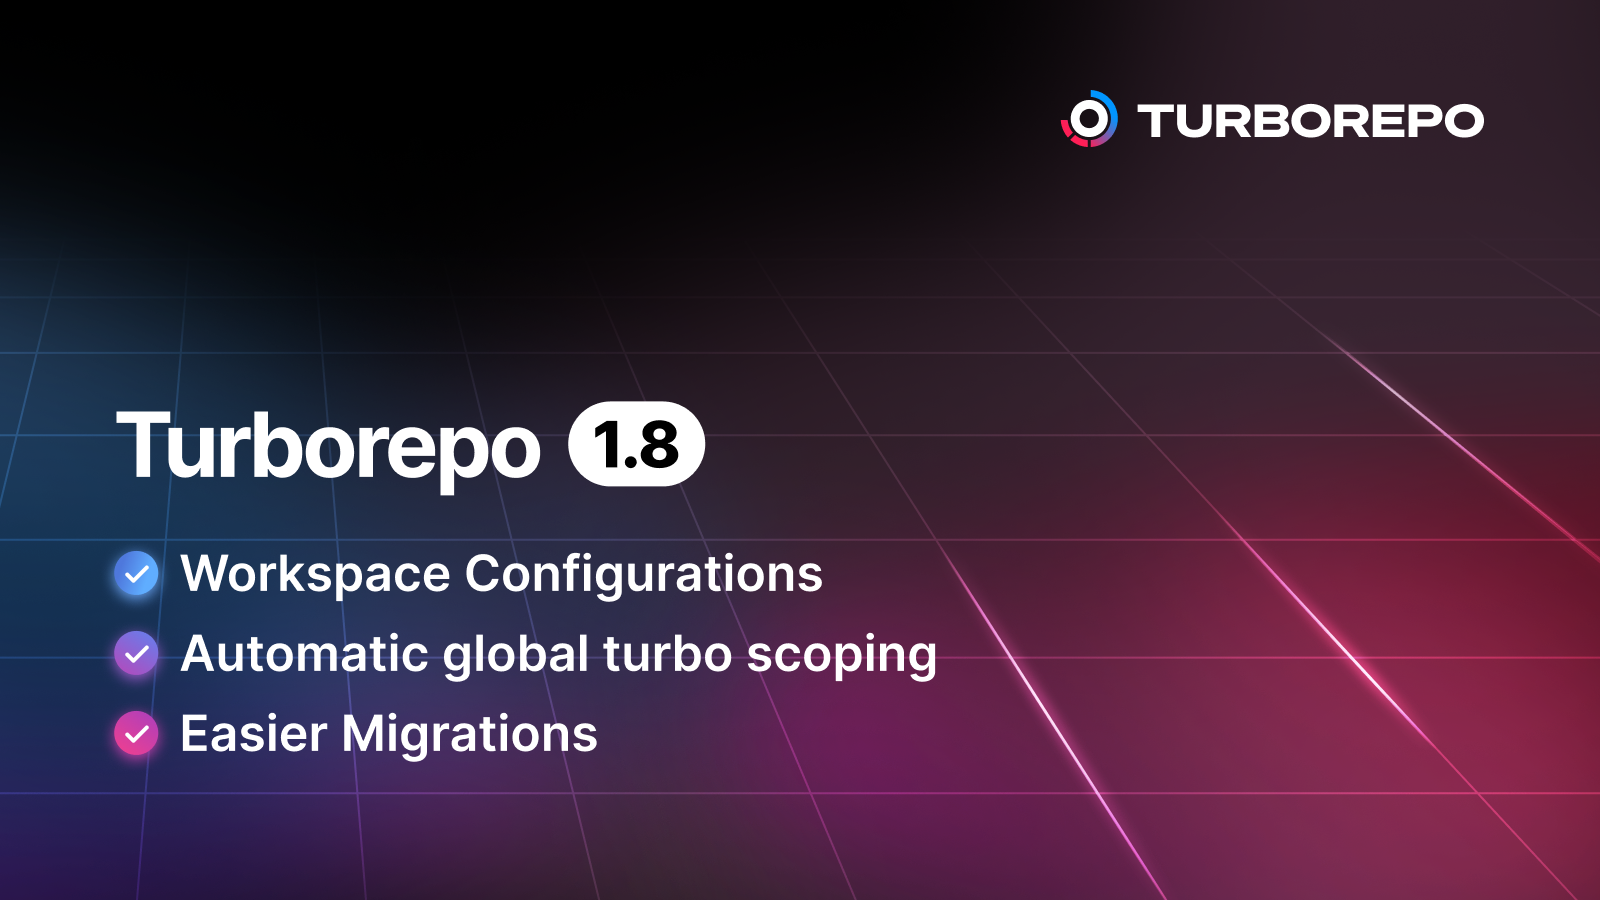 TURBOREPO
Turborepo 1.8
Workspace Configurations
Automatic global turbo scoping
Easier Migrations